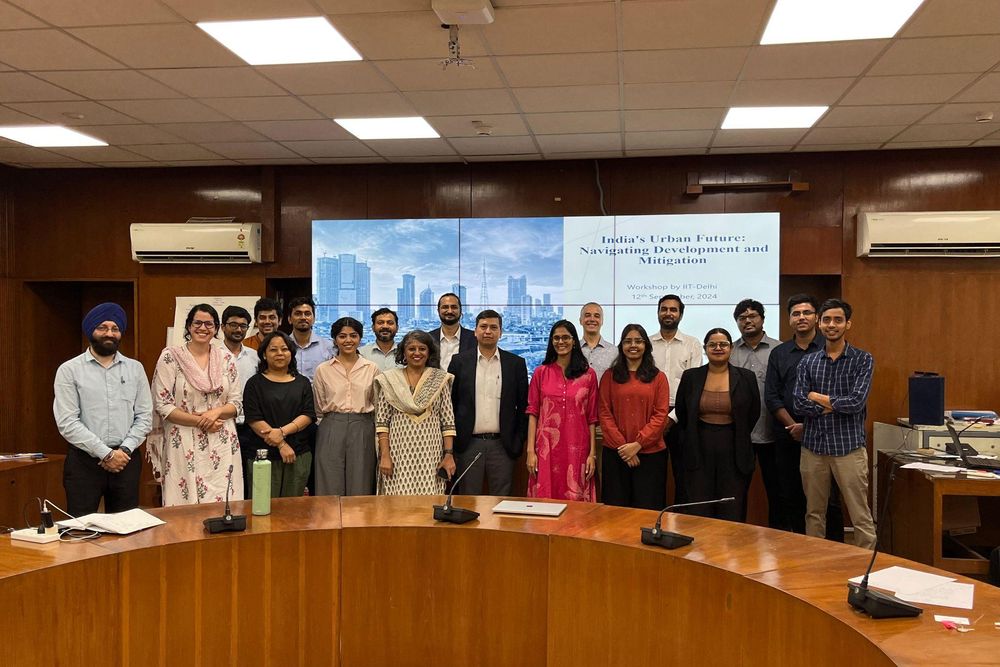 India's Urban Future:
Navigating Development and
Mitigation
Workshop by IIT-Delhi
12th September, 2024